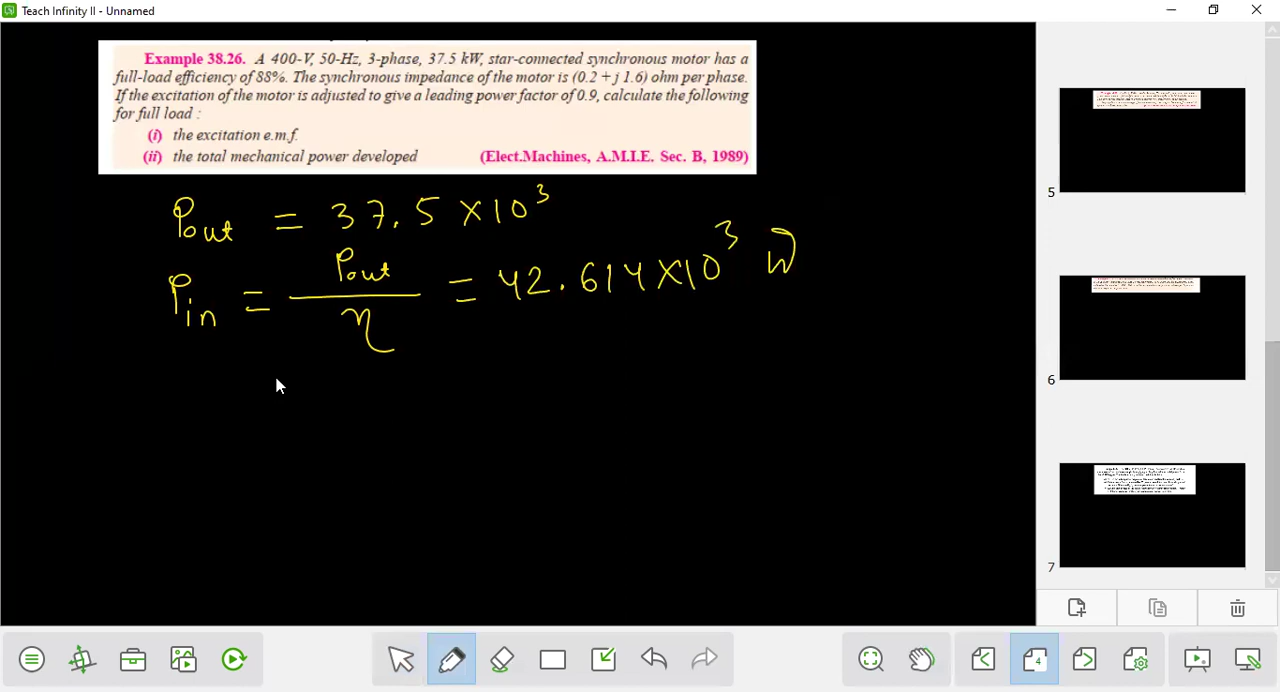 Teach Infinity II - Unnamed
Example 38.26. A 400-V, 50-Hz, 3-phase, 37.5 kW, star-connected synchronous motor has a
full-load efficiency of 88%. The synchronous impedance of the motor is (0.2 + j 1.6) ohm per phase.
If the excitation of the motor is adjusted to give a leading power factor of 0.9, calculate the following
for full load :
(i) the excitation e.m.f.
(ii) the total mechanical power developed (Elect.Machines, A.M.I.E. Sec. B, 1989)
Pout = 37.5 × 10³
Pin = Pout / η = 42.614 × 10³ W
5
6
7
4